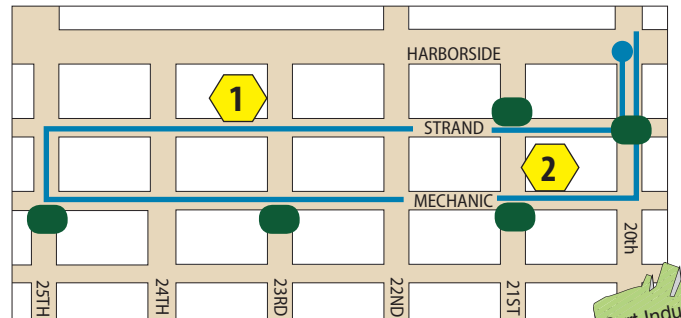 HARBORSIDE
1
STRAND
2
MECHANIC
25TH
24TH
23RD
22ND
21ST
20th